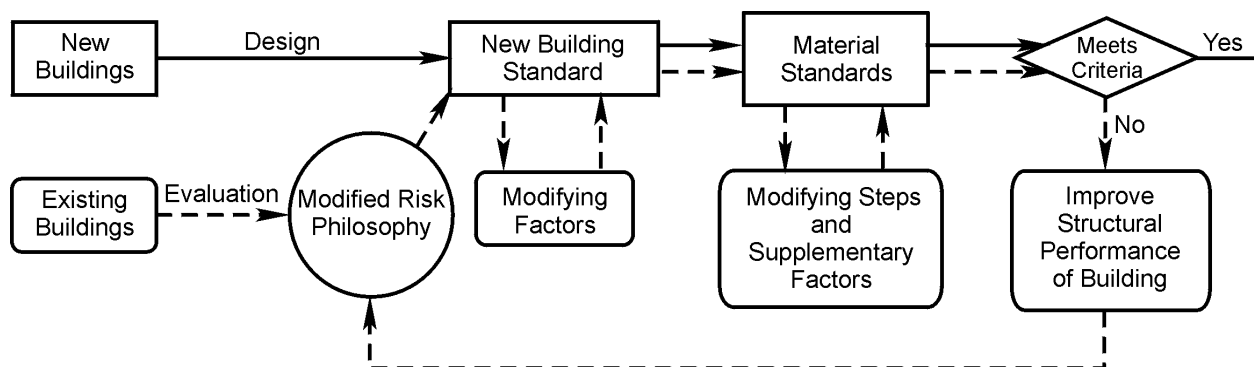 New
Buildings
Design
New Building
Standard
Material
Standards
Meets
Criteria
Yes
No
Existing
Buildings
Evaluation
Modified Risk
Philosophy
Modifying
Factors
Modifying Steps
and
Supplementary
Factors
Improve
Structural
Performance
of Building